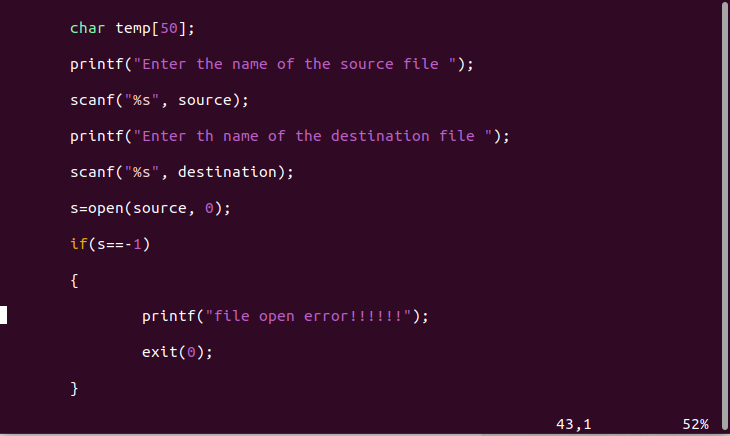 char temp[50];
printf("Enter the name of the source file ");
scanf("%s", source);
printf("Enter th name of the destination file ");
scanf("%s", destination);
s=open(source, 0);
if(s==-1)
{
printf("file open error!!!!!!");
exit(0);
}
43,1 52%